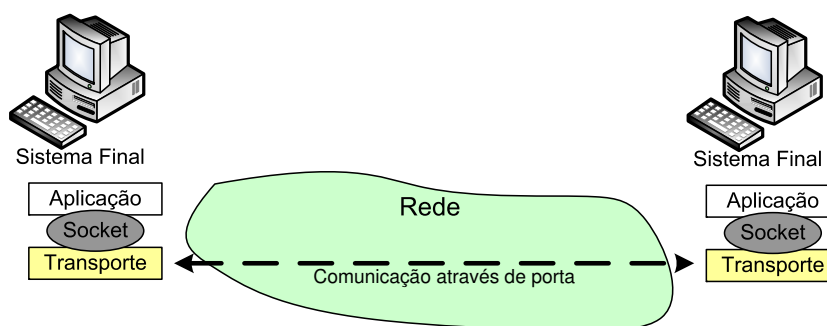 Sistema Final
Sistema Final
Aplicação
Aplicação
Rede
Socket
Socket
Transporte
Transporte
Comunicação através de porta